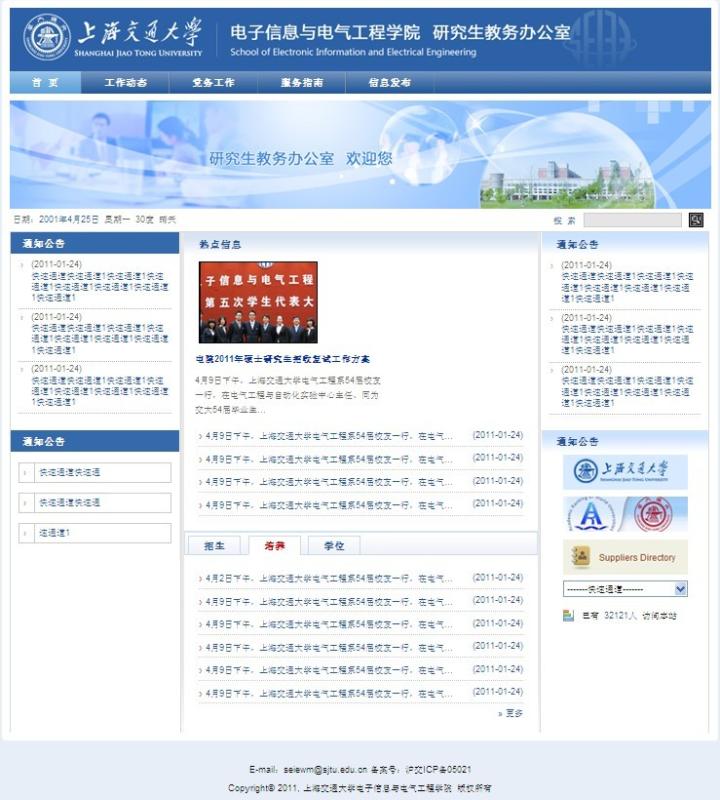 上海交通大学
SHANGHAI JIAO TONG UNIVERSITY
电子信息与电气工程学院 研究生教务办公室
School of Electronic Information and Electrical Engineering
首 页 工作动态 党务工作 服务指南 信息发布
研究生教务办公室 欢迎您
日期: 2001年4月25日 星期一 30度 晴天
搜 索
通知公告
(2011-01-24)
快速通道快速通道1快速通道1快速
通道1快速通道1快速通道1快速通道
1快速通道1
(2011-01-24)
快速通道快速通道1快速通道1快速
通道1快速通道1快速通道1快速通道
1快速通道1
(2011-01-24)
快速通道快速通道1快速通道1快速
通道1快速通道1快速通道1快速通道
1快速通道1
通知公告
快速通道快速通
快速通道快速通
速通道1
热点信息
子信息与电气工程
第五次学生代表大
电院2011年硕士研究生招收复试工作方案
4月9日下午，上海交通大学电气工程系54届校友一
行，在电气工程与自动化实验中心主任、同为
交大54届毕业生...
4月9日下午，上海交通大学电气工程系54届校友一行，在电气... (2011-01-24)
4月9日下午，上海交通大学电气工程系54届校友一行，在电气... (2011-01-24)
4月9日下午，上海交通大学电气工程系54届校友一行，在电气... (2011-01-24)
4月9日下午，上海交通大学电气工程系54届校友一行，在电气... (2011-01-24)
招生 培养 学位
4月2日下午，上海交通大学电气工程系54届校友一行，在电气... (2011-01-24)
4月9日下午，上海交通大学电气工程系54届校友一行，在电气... (2011-01-24)
4月9日下午，上海交通大学电气工程系54届校友一行，在电气... (2011-01-24)
4月9日下午，上海交通大学电气工程系54届校友一行，在电气... (2011-01-24)
4月9日下午，上海交通大学电气工程系54届校友一行，在电气... (2011-01-24)
4月9日下午，上海交通大学电气工程系54届校友一行，在电气... (2011-01-24)
» 更多
通知公告
(2011-01-24)
快速通道快速通道1快速通道1快速
通道1快速通道1快速通道1快速通
道1快速通道1
(2011-01-24)
快速通道快速通道1快速通道1快速
通道1快速通道1快速通道1快速通
道1快速通道1
(2011-01-24)
快速通道快速通道1快速通道1快速
通道1快速通道1快速通道1快速通
道1快速通道1
通知公告
上海交通大学
SHANGHAI JIAO TONG UNIVERSITY
Suppliers Directory
-------快速通道-------
已有 32121人 访问本站
E-mail: seiewm@sjtu.edu.cn 备案号: 沪交ICP备05021
Copyright® 2011, 上海交通大学电子信息与电气工程学院 版权所有